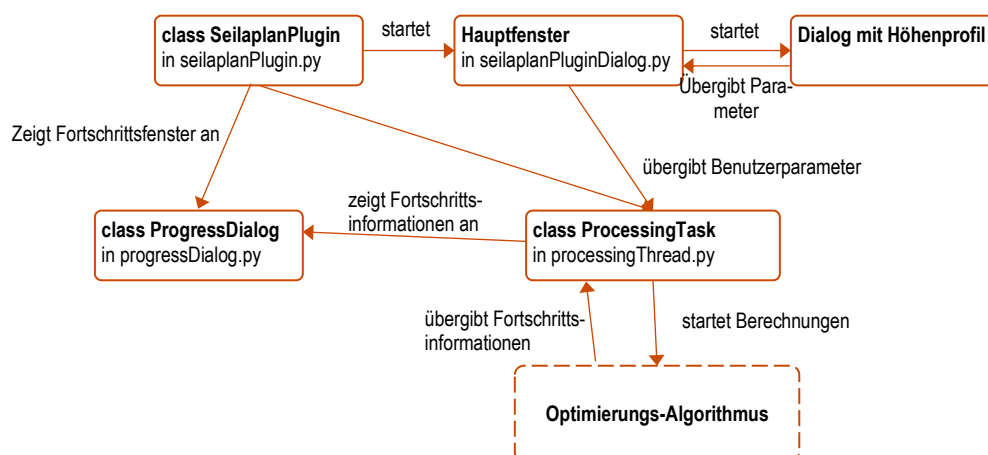 class SeilaplanPlugin
in seilaplanPlugin.py
startet
Hauptfenster
in seilaplanPluginDialog.py
startet
Dialog mit Höhenprofil
Übergibt Para-
meter
Zeigt Fortschrittsfenster an
übergibt Benutzerparameter
zeigt Fortschritts-
informationen an
class ProgressDialog
in progressDialog.py
class ProcessingTask
in processingThread.py
übergibt Fortschritts-
informationen
startet Berechnungen
Optimierungs-Algorithmus